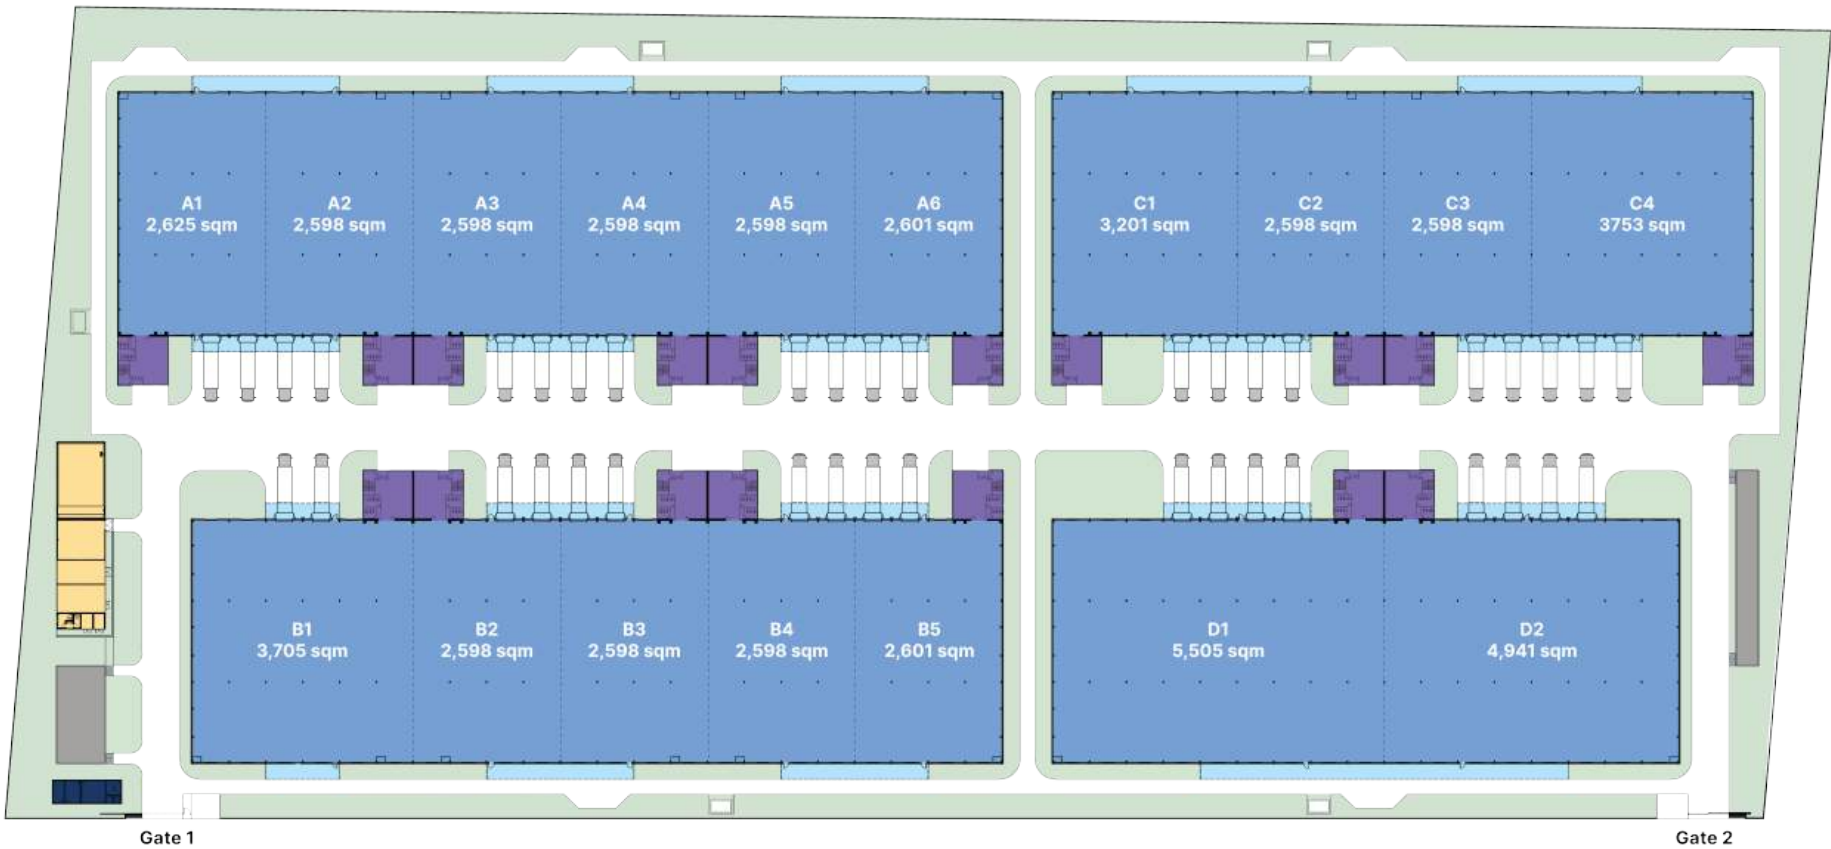 A1
2,625 sqm
A2
2,598 sqm
A3
2,598 sqm
A4
2,598 sqm
A5
2,598 sqm
A6
2,601 sqm
C1
3,201 sqm
C2
2,598 sqm
C3
2,598 sqm
C4
3753 sqm
B1
3,705 sqm
B2
2,598 sqm
B3
2,598 sqm
B4
2,598 sqm
B5
2,601 sqm
D1
5,505 sqm
D2
4,941 sqm
Gate 1
Gate 2